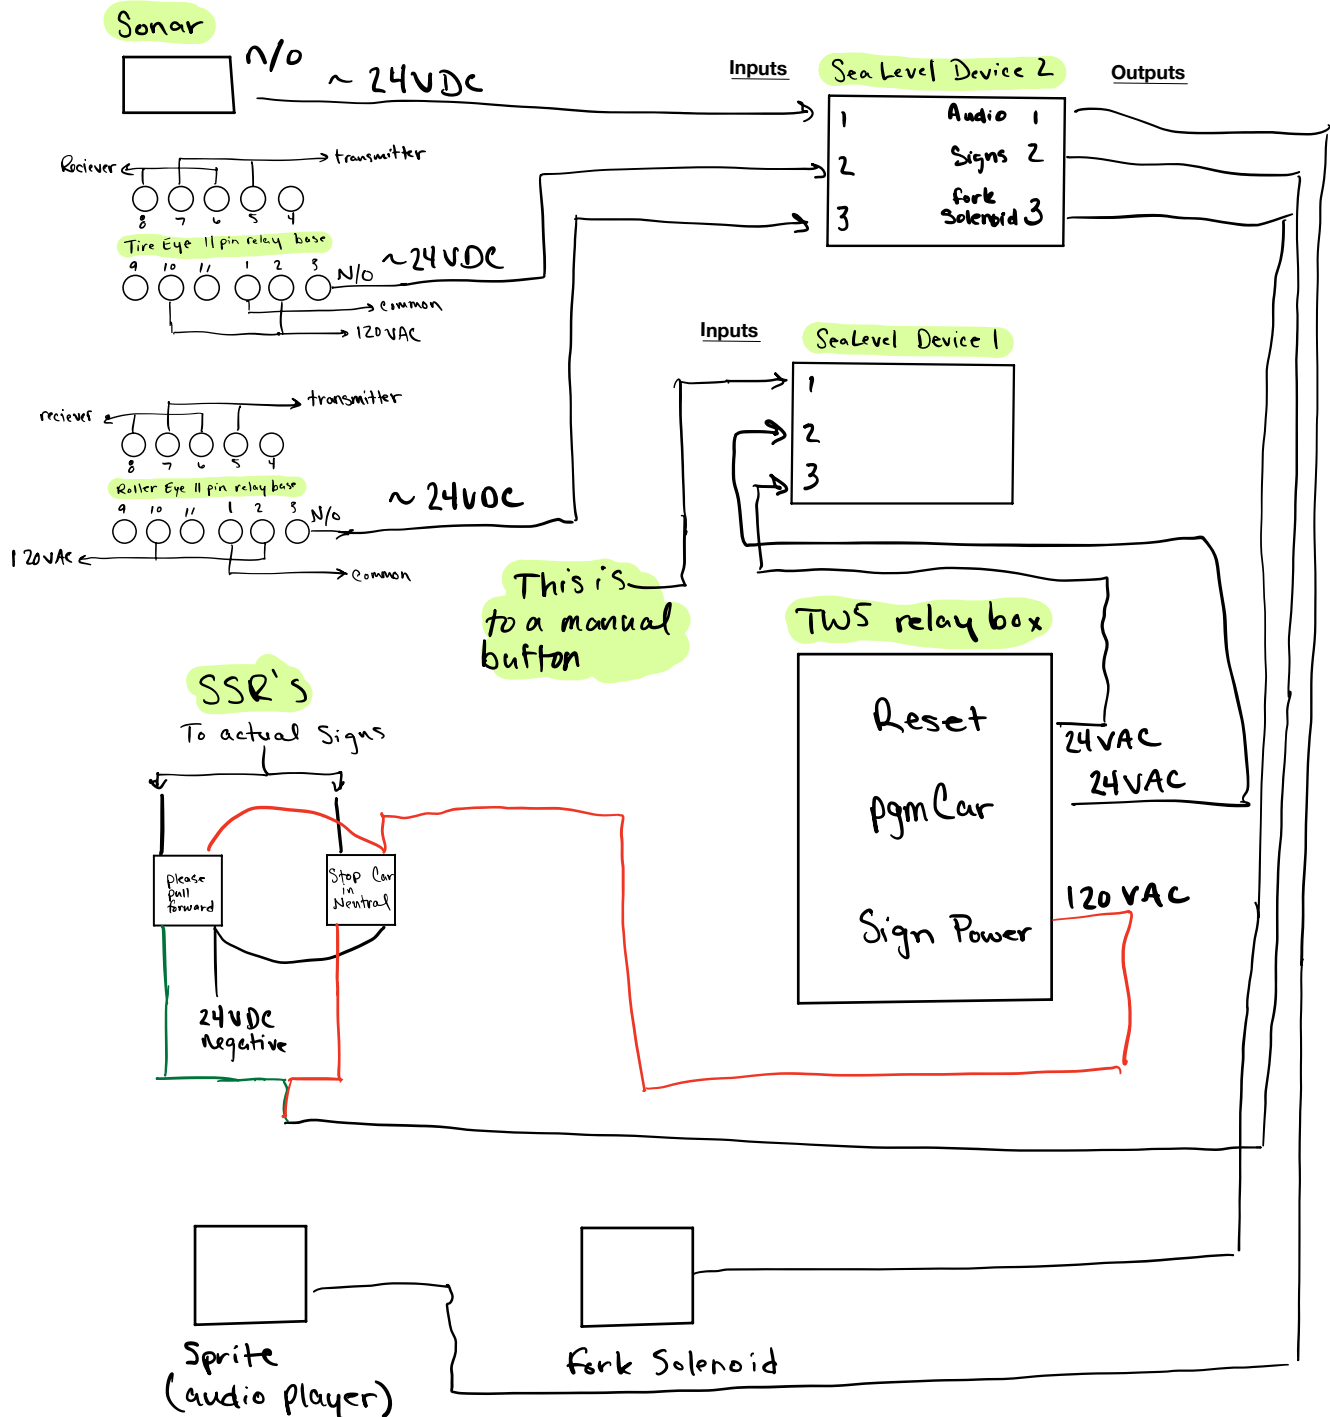 Sonar
N/O
~ 24VDC
Inputs
SeaLevel Device 2
Outputs
1
Audio 1
2
Signs 2
3
Fork
Solenoid 3
Reciever
transmitter
8 7 6 5 4
Tire Eye 11 pin relay base
9 10 11 1 2 3
N/O
~24VDC
common
120VAC
Inputs
SeaLevel Device 1
1
2
3
reciever
transmitter
8 7 6 5 4
Roller Eye 11 pin relay base
9 10 11 1 2 3
N/O
~ 24VDC
120VAC
Common
This is
to a manual
button
TW5 relay box
Reset
24VAC
pgmCar
24VAC
Sign Power
120VAC
SSR's
To actual Signs
please
pull
forward
Stop Car
in
Neutral
24VDC
negative
Sprite
(audio player)
Fork Solenoid